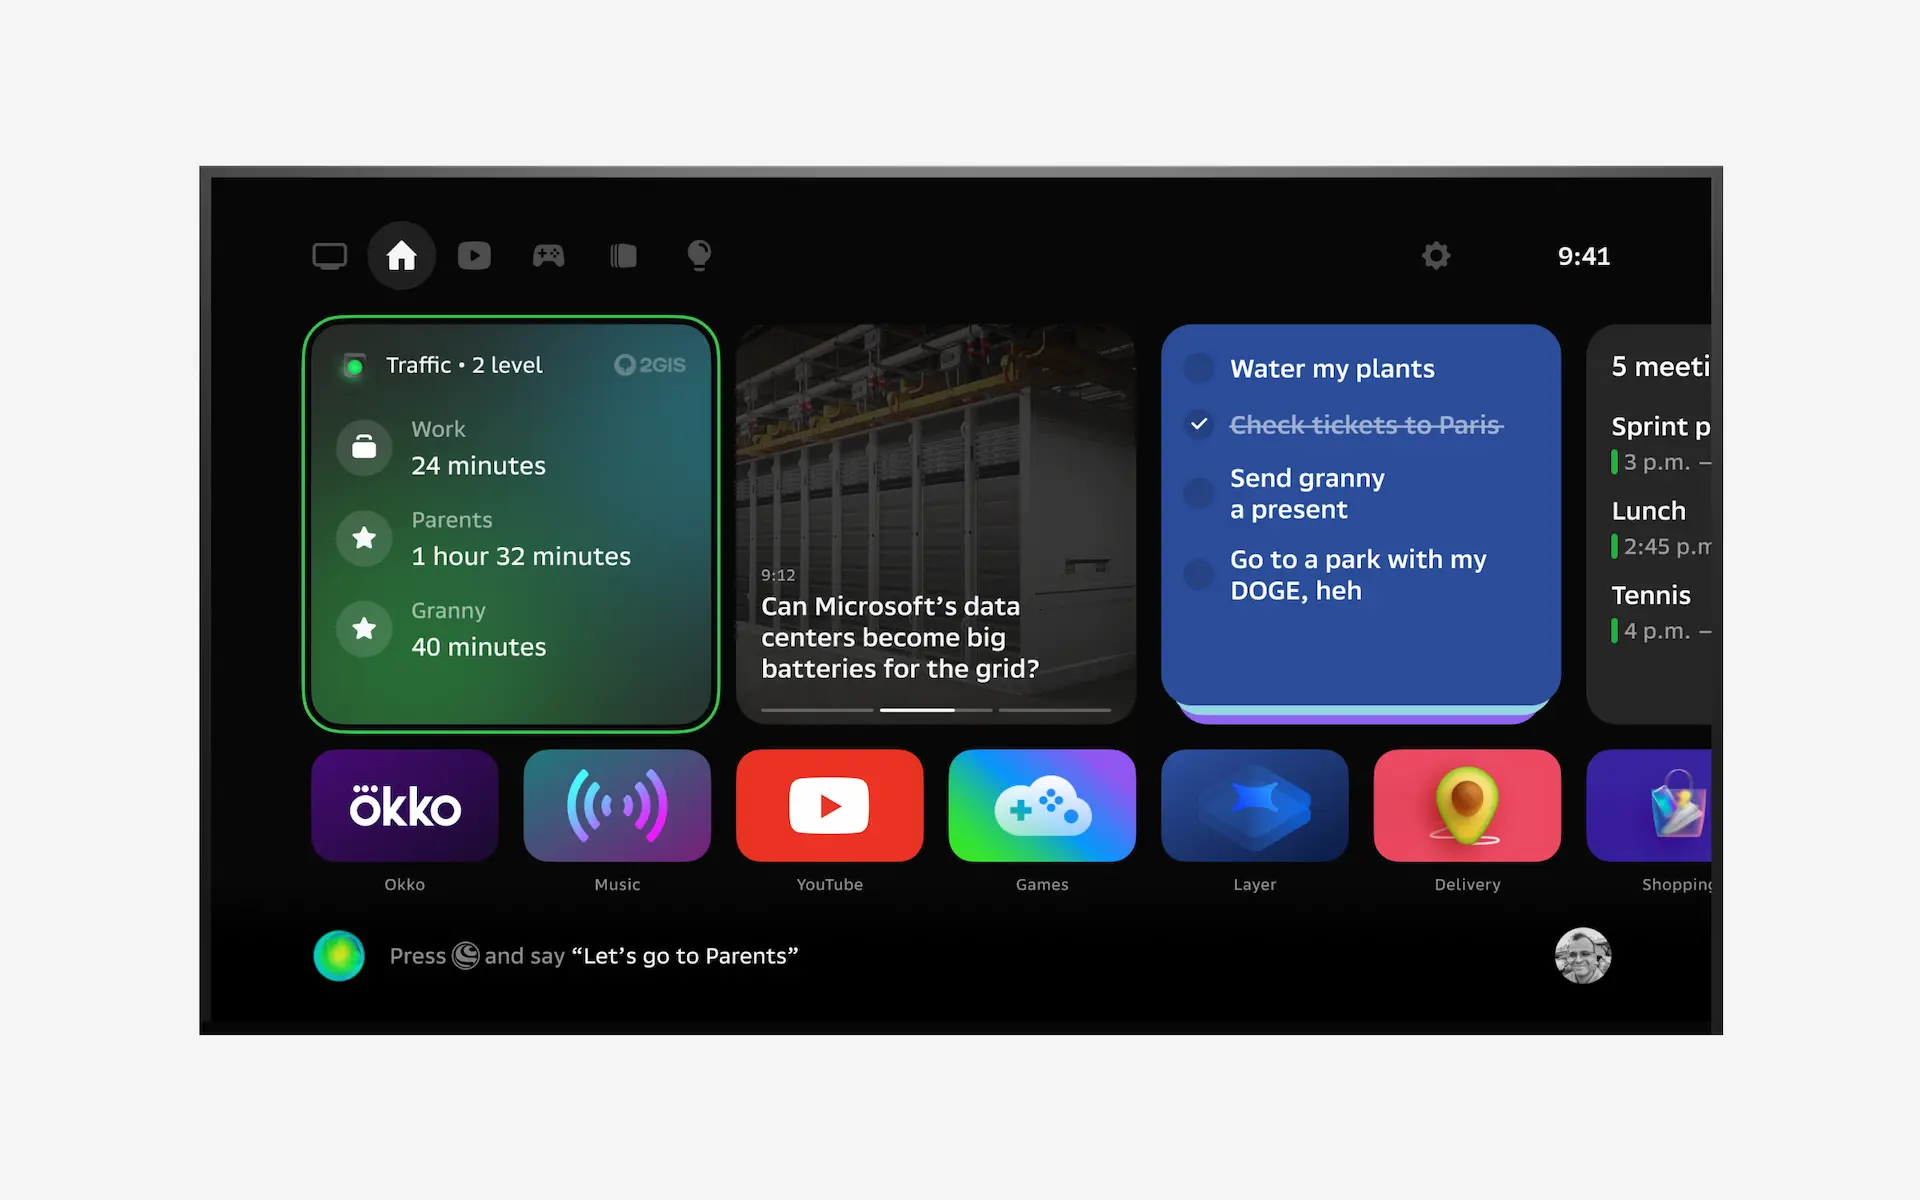 9:41
Traffic • 2 level
2GIS
Work
24 minutes
Parents
1 hour 32 minutes
Granny
40 minutes
9:12
Can Microsoft’s data
centers become big
batteries for the grid?
Water my plants
Check tickets to Paris
Send granny
a present
Go to a park with my
DOGE, heh
5 meeti
Sprint p
3 p.m. –
Lunch
2:45 p.m
Tennis
4 p.m. –
ökko
Okko
Music
YouTube
Games
Layer
Delivery
Shopping
Press and say “Let’s go to Parents”